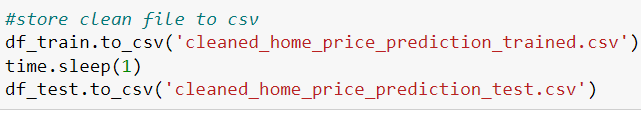 #store clean file to csv
df_train.to_csv('cleaned_home_price_prediction_trained.csv')
time.sleep(1)
df_test.to_csv('cleaned_home_price_prediction_test.csv')